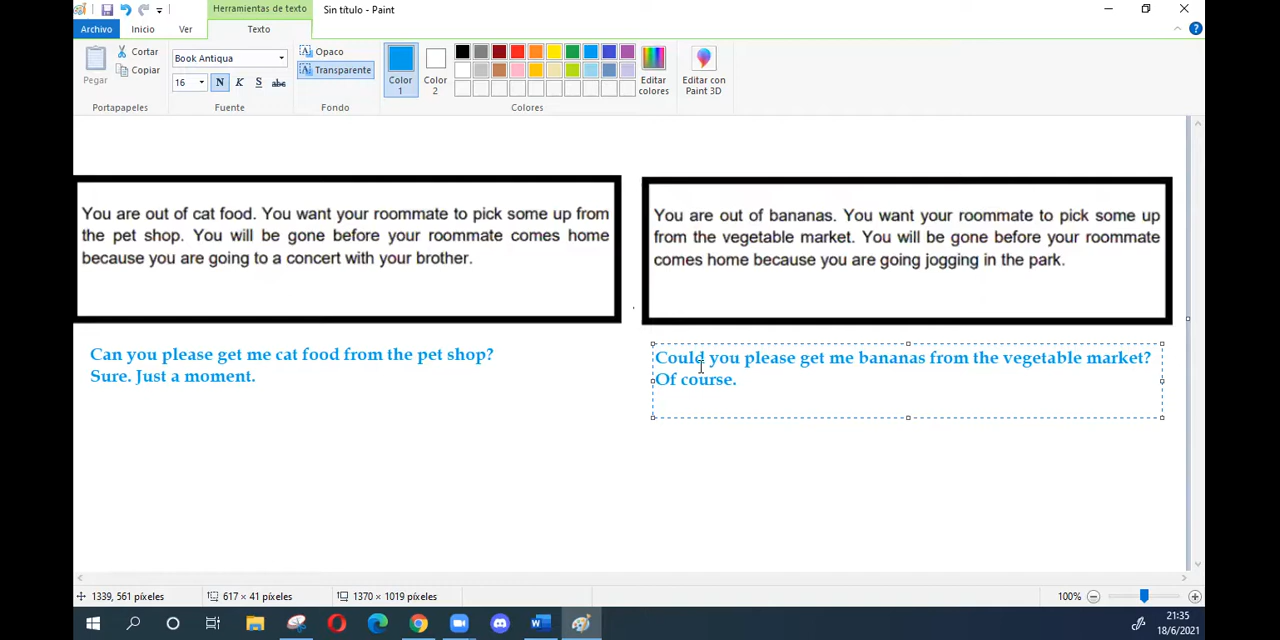 Herramientas de texto
Sin título - Paint
Archivo
Inicio
Ver
Texto
Pegar
Cortar
Copiar
Portapapeles
Book Antiqua
16
N K S abc
Fuente
Opaco
Transparente
Fondo
Color 1
Color 2
Editar colores
Editar con Paint 3D
Colores
You are out of cat food. You want your roommate to pick some up from
the pet shop. You will be gone before your roommate comes home
because you are going to a concert with your brother.
You are out of bananas. You want your roommate to pick some up
from the vegetable market. You will be gone before your roommate
comes home because you are going jogging in the park.
Can you please get me cat food from the pet shop?
Sure. Just a moment.
Could you please get me bananas from the vegetable market?
Of course.
1339, 561 píxeles
617 × 41 píxeles
1370 × 1019 píxeles
100%
21:35
18/6/2021